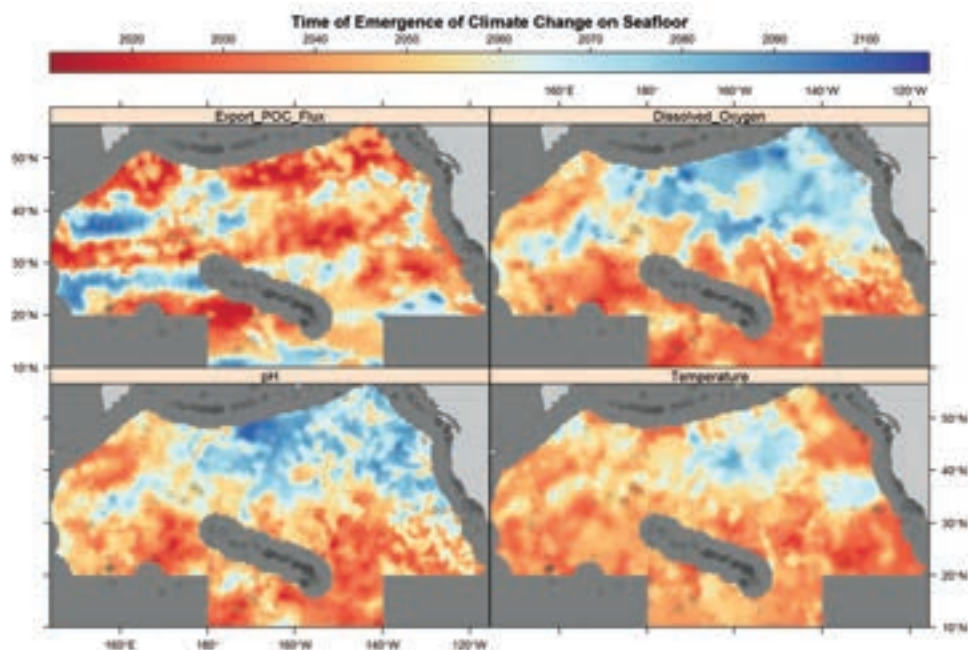 Time of Emergence of Climate Change on Seafloor
2020 2030 2040 2050 2060 2070 2080 2090 2100
160°E 180° 160°W 140°W 120°W
Export_POC_Flux Dissolved_Oxygen
50°N
40°N
30°N
20°N
10°N
pH Temperature
50°N
40°N
30°N
20°N
10°N
160°E 180° 160°W 140°W 120°W